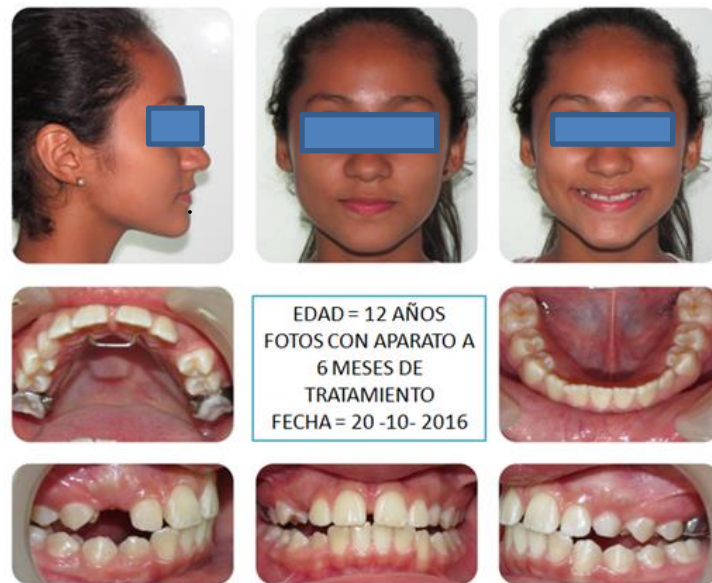 EDAD = 12 AÑOS
FOTOS CON APARATO A
6 MESES DE
TRATAMIENTO
FECHA = 20 -10- 2016